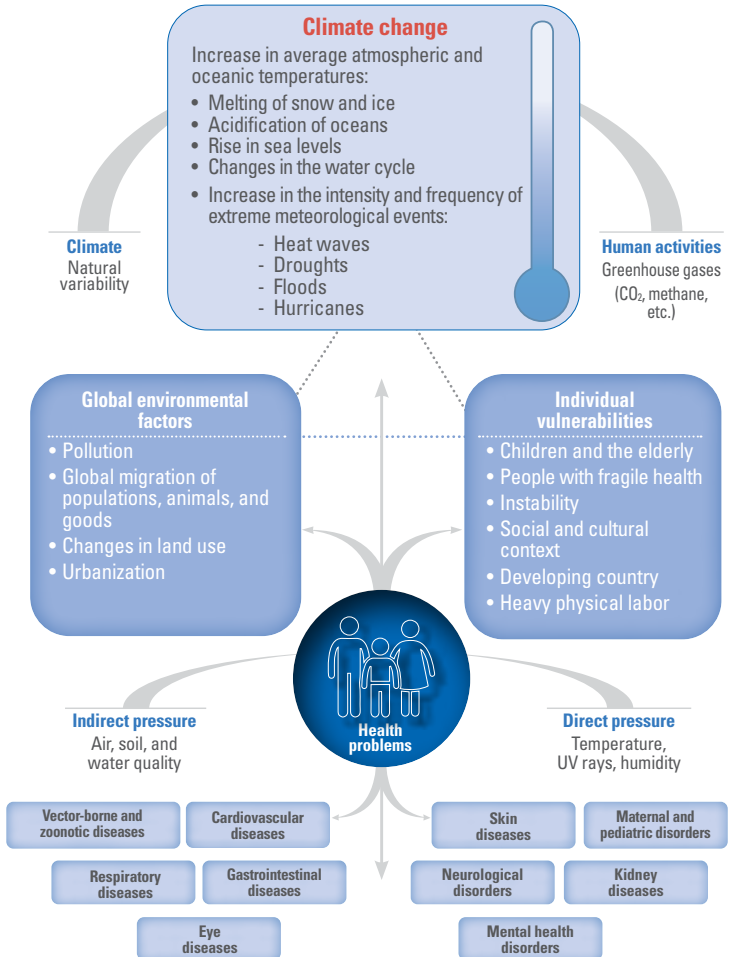 Climate change
Increase in average atmospheric and
oceanic temperatures:
• Melting of snow and ice
• Acidification of oceans
• Rise in sea levels
• Changes in the water cycle
• Increase in the intensity and frequency of
extreme meteorological events:
- Heat waves
- Droughts
- Floods
- Hurricanes
Climate
Natural
variability
Human activities
Greenhouse gases
(CO₂, methane,
etc.)
Global environmental
factors
• Pollution
• Global migration of
populations, animals, and
goods
• Changes in land use
• Urbanization
Individual
vulnerabilities
• Children and the elderly
• People with fragile health
• Instability
• Social and cultural
context
• Developing country
• Heavy physical labor
Health
problems
Indirect pressure
Air, soil, and
water quality
Direct pressure
Temperature,
UV rays, humidity
Vector-borne and
zoonotic diseases
Cardiovascular
diseases
Skin
diseases
Maternal and
pediatric disorders
Respiratory
diseases
Gastrointestinal
diseases
Neurological
disorders
Kidney
diseases
Eye
diseases
Mental health
disorders